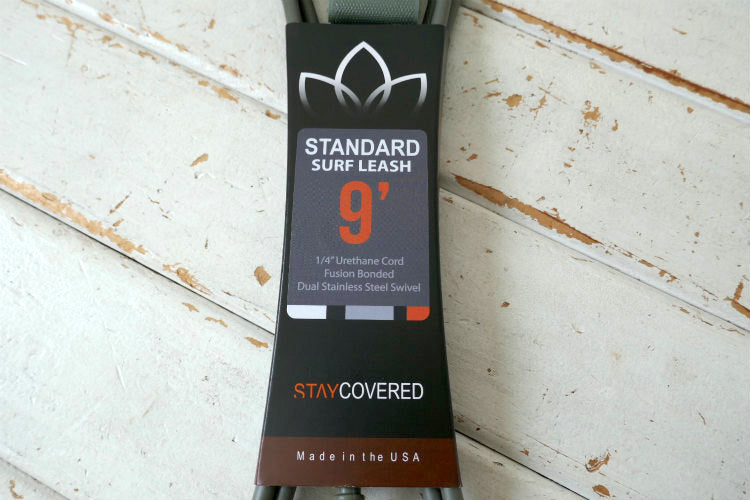 STANDARD
SURF LEASH
9’
1/4" Urethane Cord
Fusion Bonded
Dual Stainless Steel Swivel
STAYCOVERED
Made in the USA